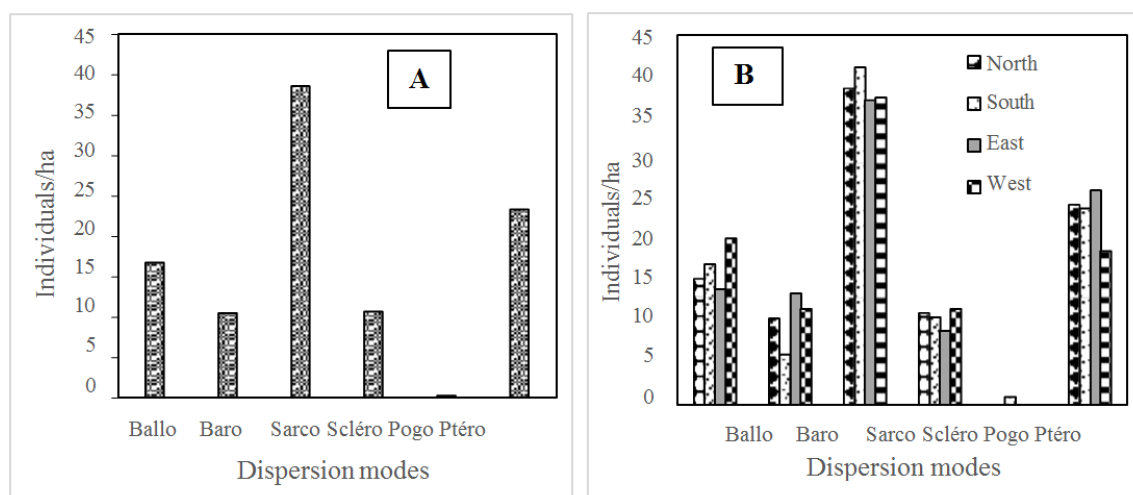 A
Individuals/ha
45
40
35
30
25
20
15
10
5
0
Ballo Baro Sarco Scléro Pogo Ptéro
Dispersion modes
B
Individuals/ha
45
40
35
30
25
20
15
10
5
0
North
South
East
West
Ballo Baro Sarco Scléro Pogo Ptéro
Dispersion modes